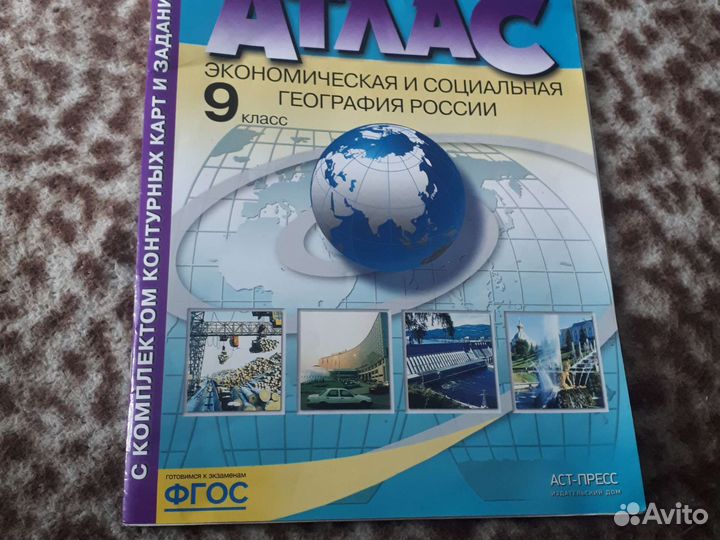 АТЛАС
ЭКОНОМИЧЕСКАЯ И СОЦИАЛЬНАЯ
ГЕОГРАФИЯ РОССИИ
9 класс
С КОМПЛЕКТОМ КОНТУРНЫХ КАРТ И ЗАДАНИ
готовимся к экзаменам
ФГОС
АСТ-ПРЕСС
ИЗДАТЕЛЬСКИЙ ДОМ
Avito